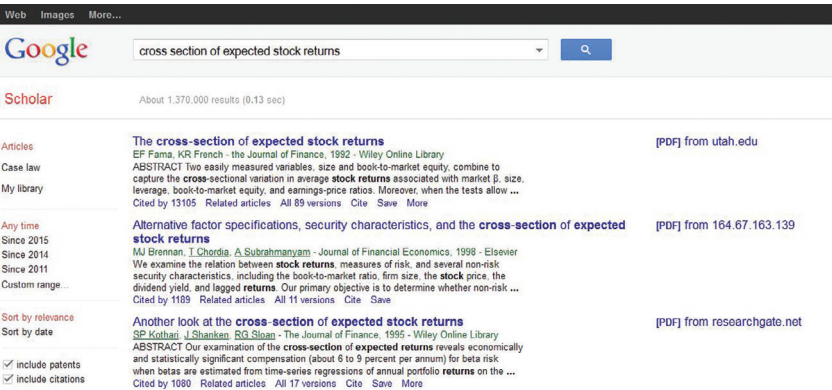 Web Images More...
Google
cross section of expected stock returns
Scholar
About 1,370,000 results (0.13 sec)
Articles
Case law
My library
Any time
Since 2015
Since 2014
Since 2011
Custom range...
Sort by relevance
Sort by date
include patents
include citations
The cross-section of expected stock returns
[PDF] from utah.edu
EF Fama, KR French - the Journal of Finance, 1992 - Wiley Online Library
ABSTRACT Two easily measured variables, size and book-to-market equity, combine to
capture the cross-sectional variation in average stock returns associated with market β, size,
leverage, book-to-market equity, and earnings-price ratios. Moreover, when the tests allow ...
Cited by 13105 Related articles All 89 versions Cite Save More
Alternative factor specifications, security characteristics, and the cross-section of expected
stock returns
[PDF] from 164.67.163.139
MJ Brennan, T Chordia, A Subrahmanyam - Journal of Financial Economics, 1998 - Elsevier
We examine the relation between stock returns, measures of risk, and several non-risk
security characteristics, including the book-to-market ratio, firm size, the stock price, the
dividend yield, and lagged returns. Our primary objective is to determine whether non-risk ...
Cited by 1189 Related articles All 11 versions Cite Save
Another look at the cross-section of expected stock returns
[PDF] from researchgate.net
SP Kothari, J Shanken, RG Sloan - The Journal of Finance, 1995 - Wiley Online Library
ABSTRACT Our examination of the cross-section of expected returns reveals economically
and statistically significant compensation (about 6 to 9 percent per annum) for beta risk
when betas are estimated from time-series regressions of annual portfolio returns on the ...
Cited by 1080 Related articles All 17 versions Cite Save More